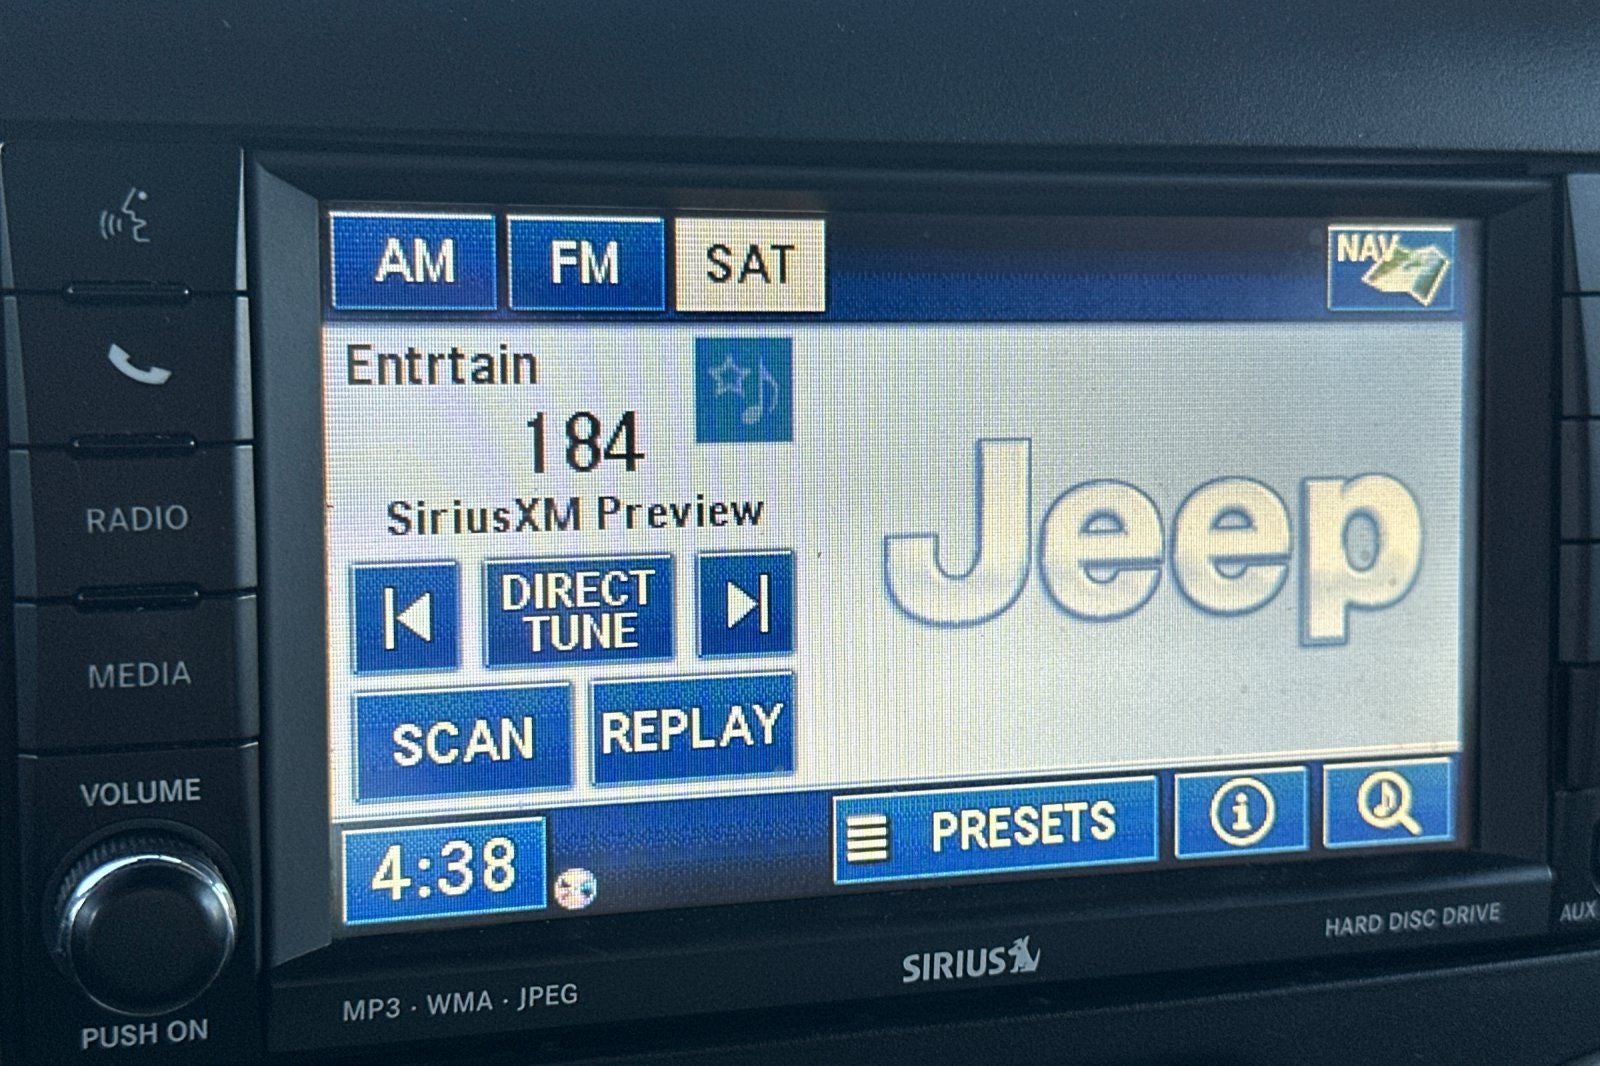 AM FM SAT NAV
Entrtain
184
SiriusXM Preview
Jeep
DIRECT
TUNE
SCAN REPLAY
4:38
PRESETS
RADIO
MEDIA
VOLUME
PUSH ON
MP3 · WMA · JPEG
SIRIUS
HARD DISC DRIVE
AUX